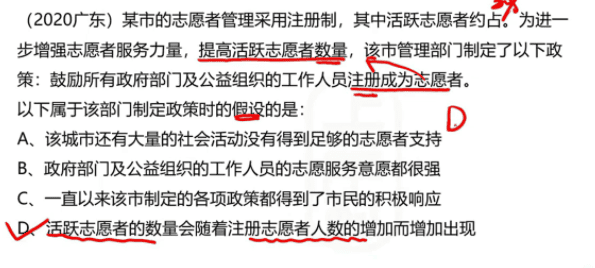 (2020广东)某市的志愿者管理采用注册制,其中活跃志愿者约占。为进一
步增强志愿者服务力量,提高活跃志愿者数量,该市管理部门制定了以下政
策:鼓励所有政府部门及公益组织的工作人员注册成为志愿者。
以下属于该部门制定政策时的假设的是:
D
A、该城市还有大量的社会活动没有得到足够的志愿者支持
B、政府部门及公益组织的工作人员的志愿服务意愿都很强
C、一直以来该市制定的各项政策都得到了市民的积极响应
D、活跃志愿者的数量会随着注册志愿者人数的增加而增加出现